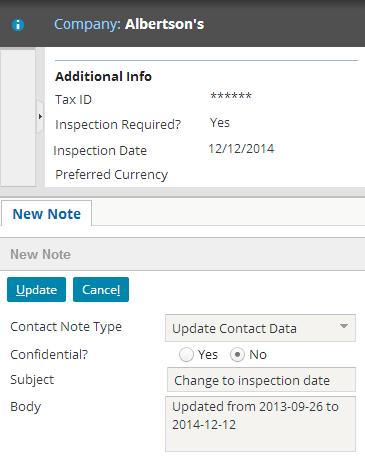 Company: Albertson's
Additional Info
Tax ID ******
Inspection Required? Yes
Inspection Date 12/12/2014
Preferred Currency
New Note
New Note
Update Cancel
Contact Note Type Update Contact Data
Confidential? Yes No
Subject Change to inspection date
Body Updated from 2013-09-26 to
2014-12-12